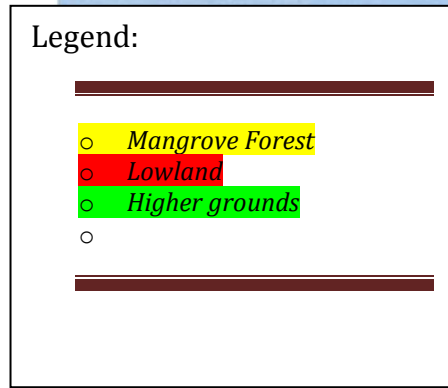 Legend:
o Mangrove Forest
o Lowland
o Higher grounds
o